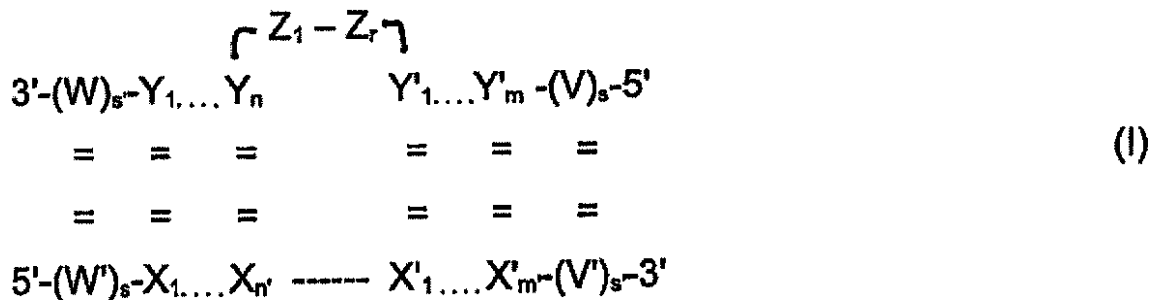 Z₁ – Zᵣ
3'-(W)ₛ-Y₁....Yₙ Y'₁....Y'ₘ -(V)ₛ-5'
= = = = = =
(I)
= = = = = =
5'-(W')ₛ-X₁....Xₙ' ------ X'₁....X'ₘ'-(V')ₛ-3'